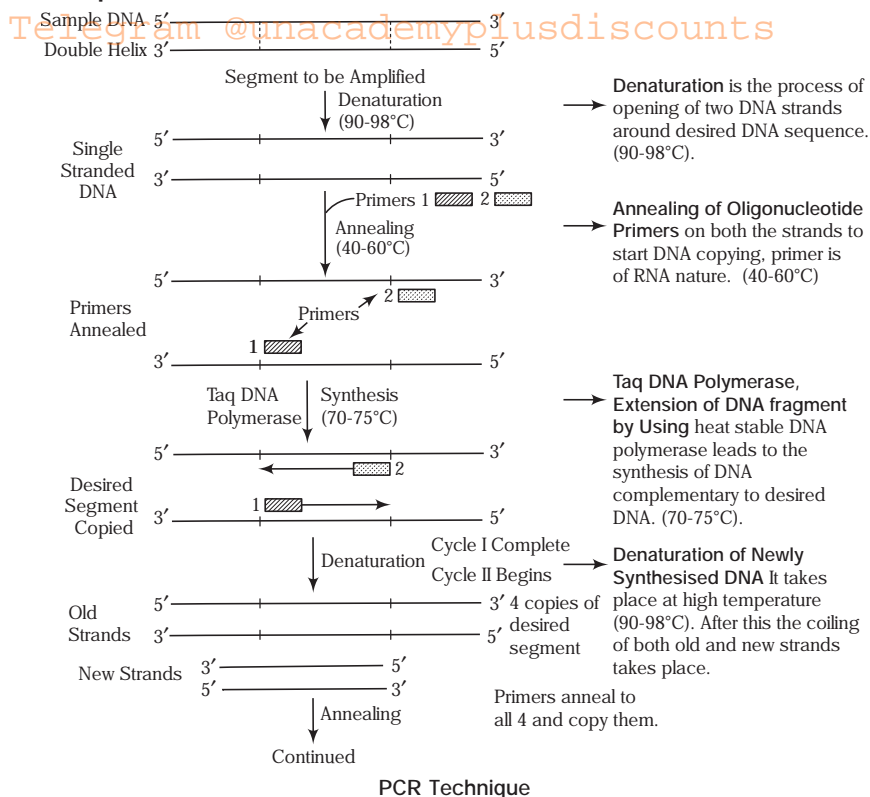 Telegram @unacademyplusdiscounts
Sample DNA 5′ 3′
Double Helix 3′ 5′
Segment to be Amplified
Denaturation
(90-98°C)
Denaturation is the process of
opening of two DNA strands
around desired DNA sequence.
(90-98°C).
5′ 3′
Single
Stranded
DNA
3′ 5′
Primers 1 2
Annealing
(40-60°C)
Annealing of Oligonucleotide
Primers on both the strands to
start DNA copying, primer is
of RNA nature. (40-60°C)
5′ 3′
2
Primers
Primers
Annealed
1
3′ 5′
Taq DNA
Polymerase
Synthesis
(70-75°C)
Taq DNA Polymerase,
Extension of DNA fragment
by Using heat stable DNA
polymerase leads to the
synthesis of DNA
complementary to desired
DNA. (70-75°C).
5′ 3′
2
Desired
Segment
Copied
1
3′ 5′
Denaturation
Cycle I Complete
Cycle II Begins
Denaturation of Newly
Synthesised DNA It takes
place at high temperature
(90-98°C). After this the coiling
of both old and new strands
takes place.
5′ 3′
Old
Strands
3′ 5′
4 copies of
desired
segment
New Strands
3′ 5′
5′ 3′
Primers anneal to
all 4 and copy them.
Annealing
Continued
PCR Technique